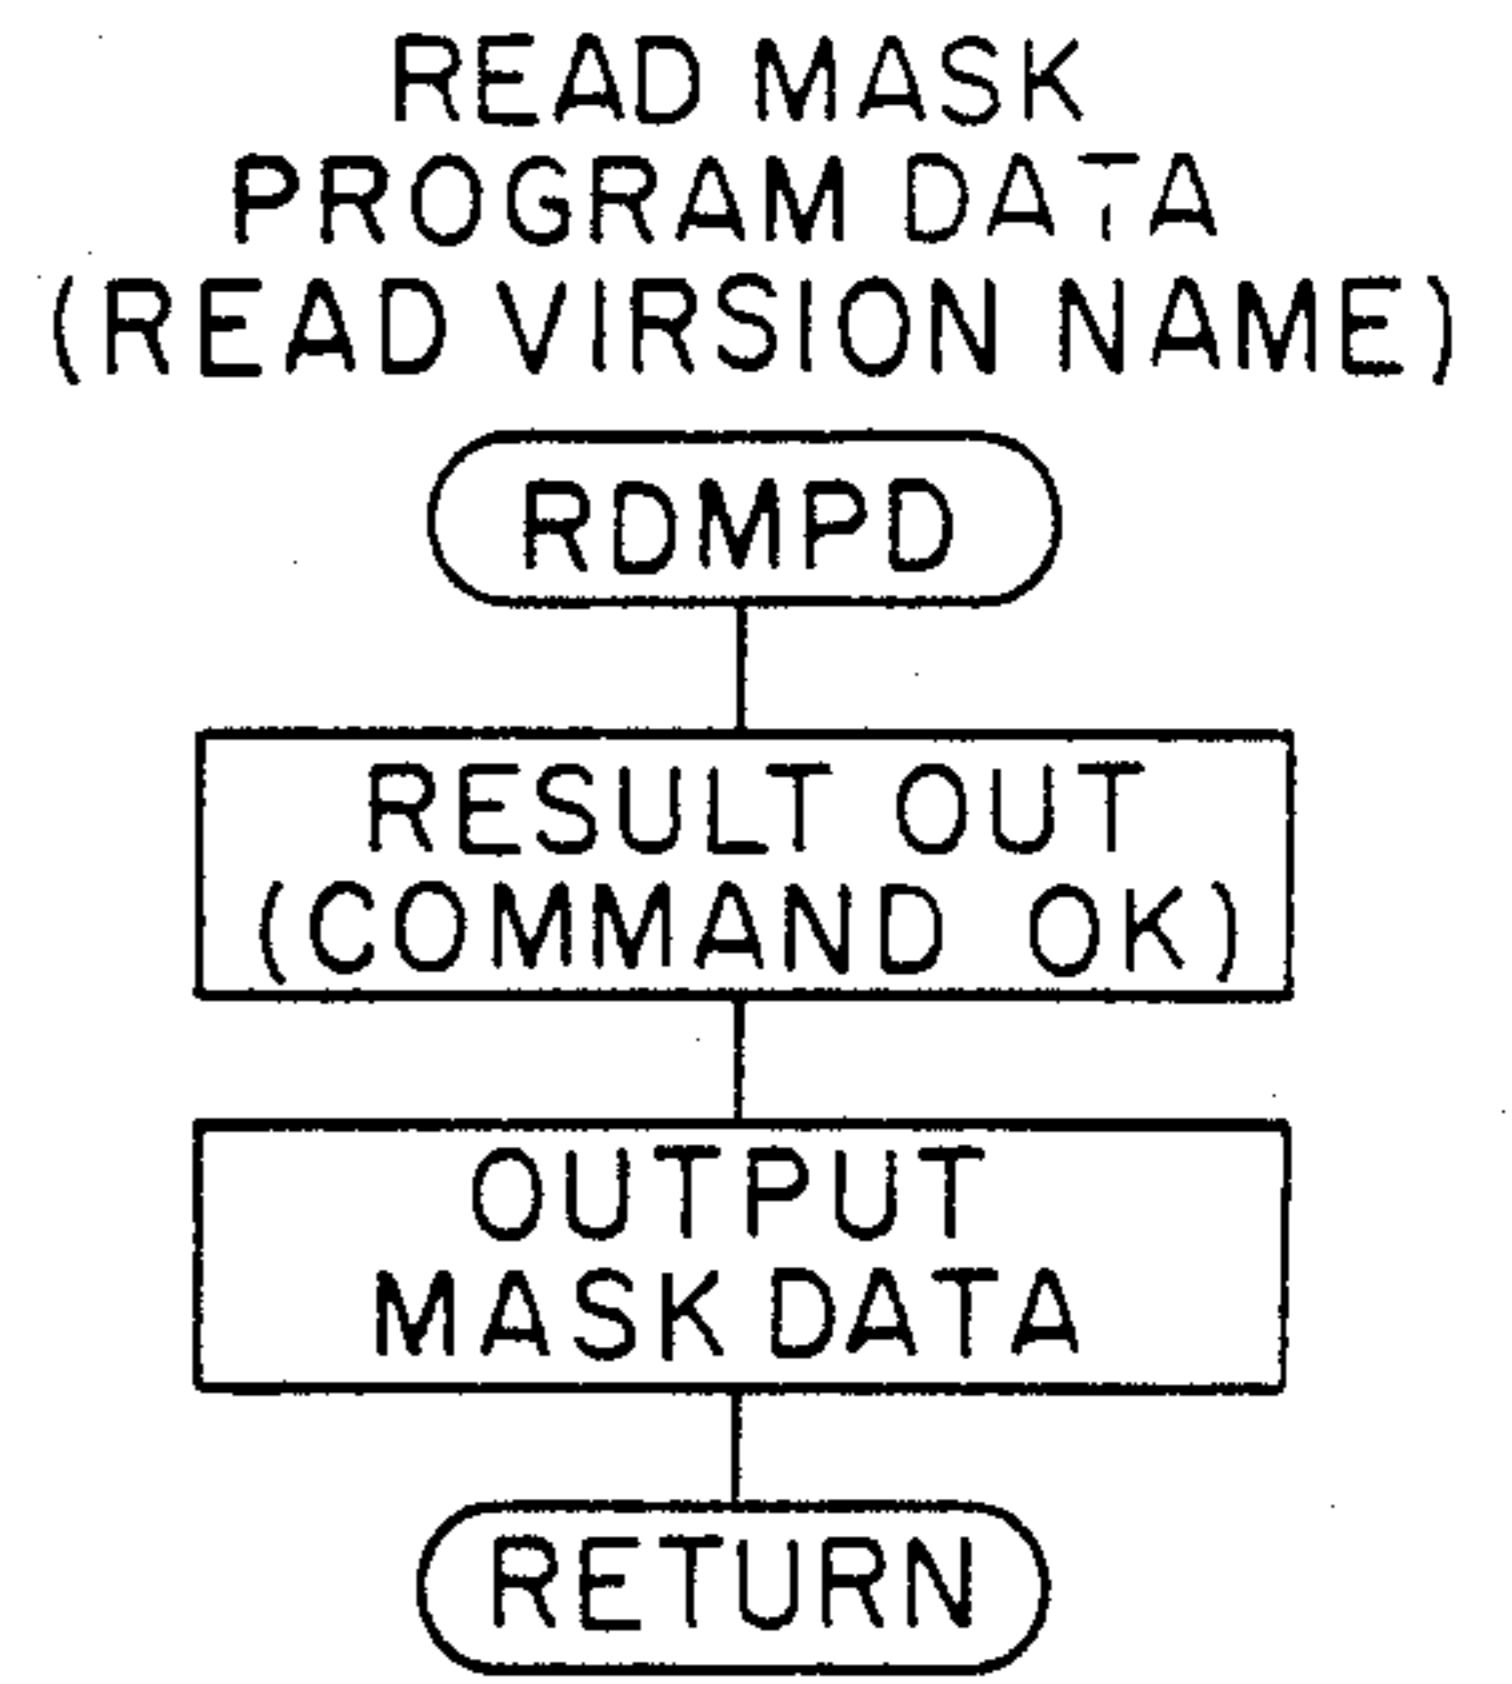 READ MASK
PROGRAM DATA
(READ VIRSION NAME)
RDMPD
RESULT OUT
(COMMAND OK)
OUTPUT
MASK DATA
RETURN